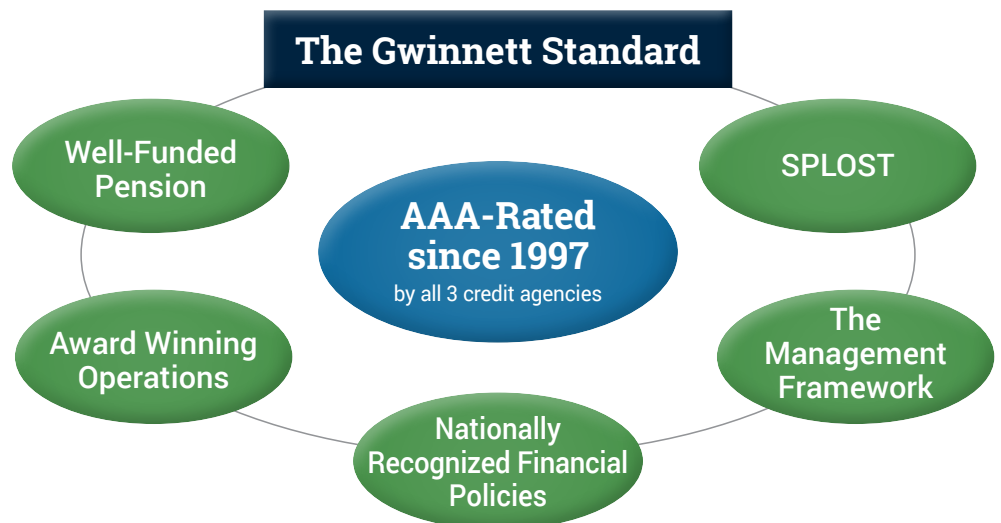 The Gwinnett Standard
Well-Funded
Pension
SPLOST
AAA-Rated
since 1997
by all 3 credit agencies
Award Winning
Operations
The
Management
Framework
Nationally
Recognized Financial
Policies